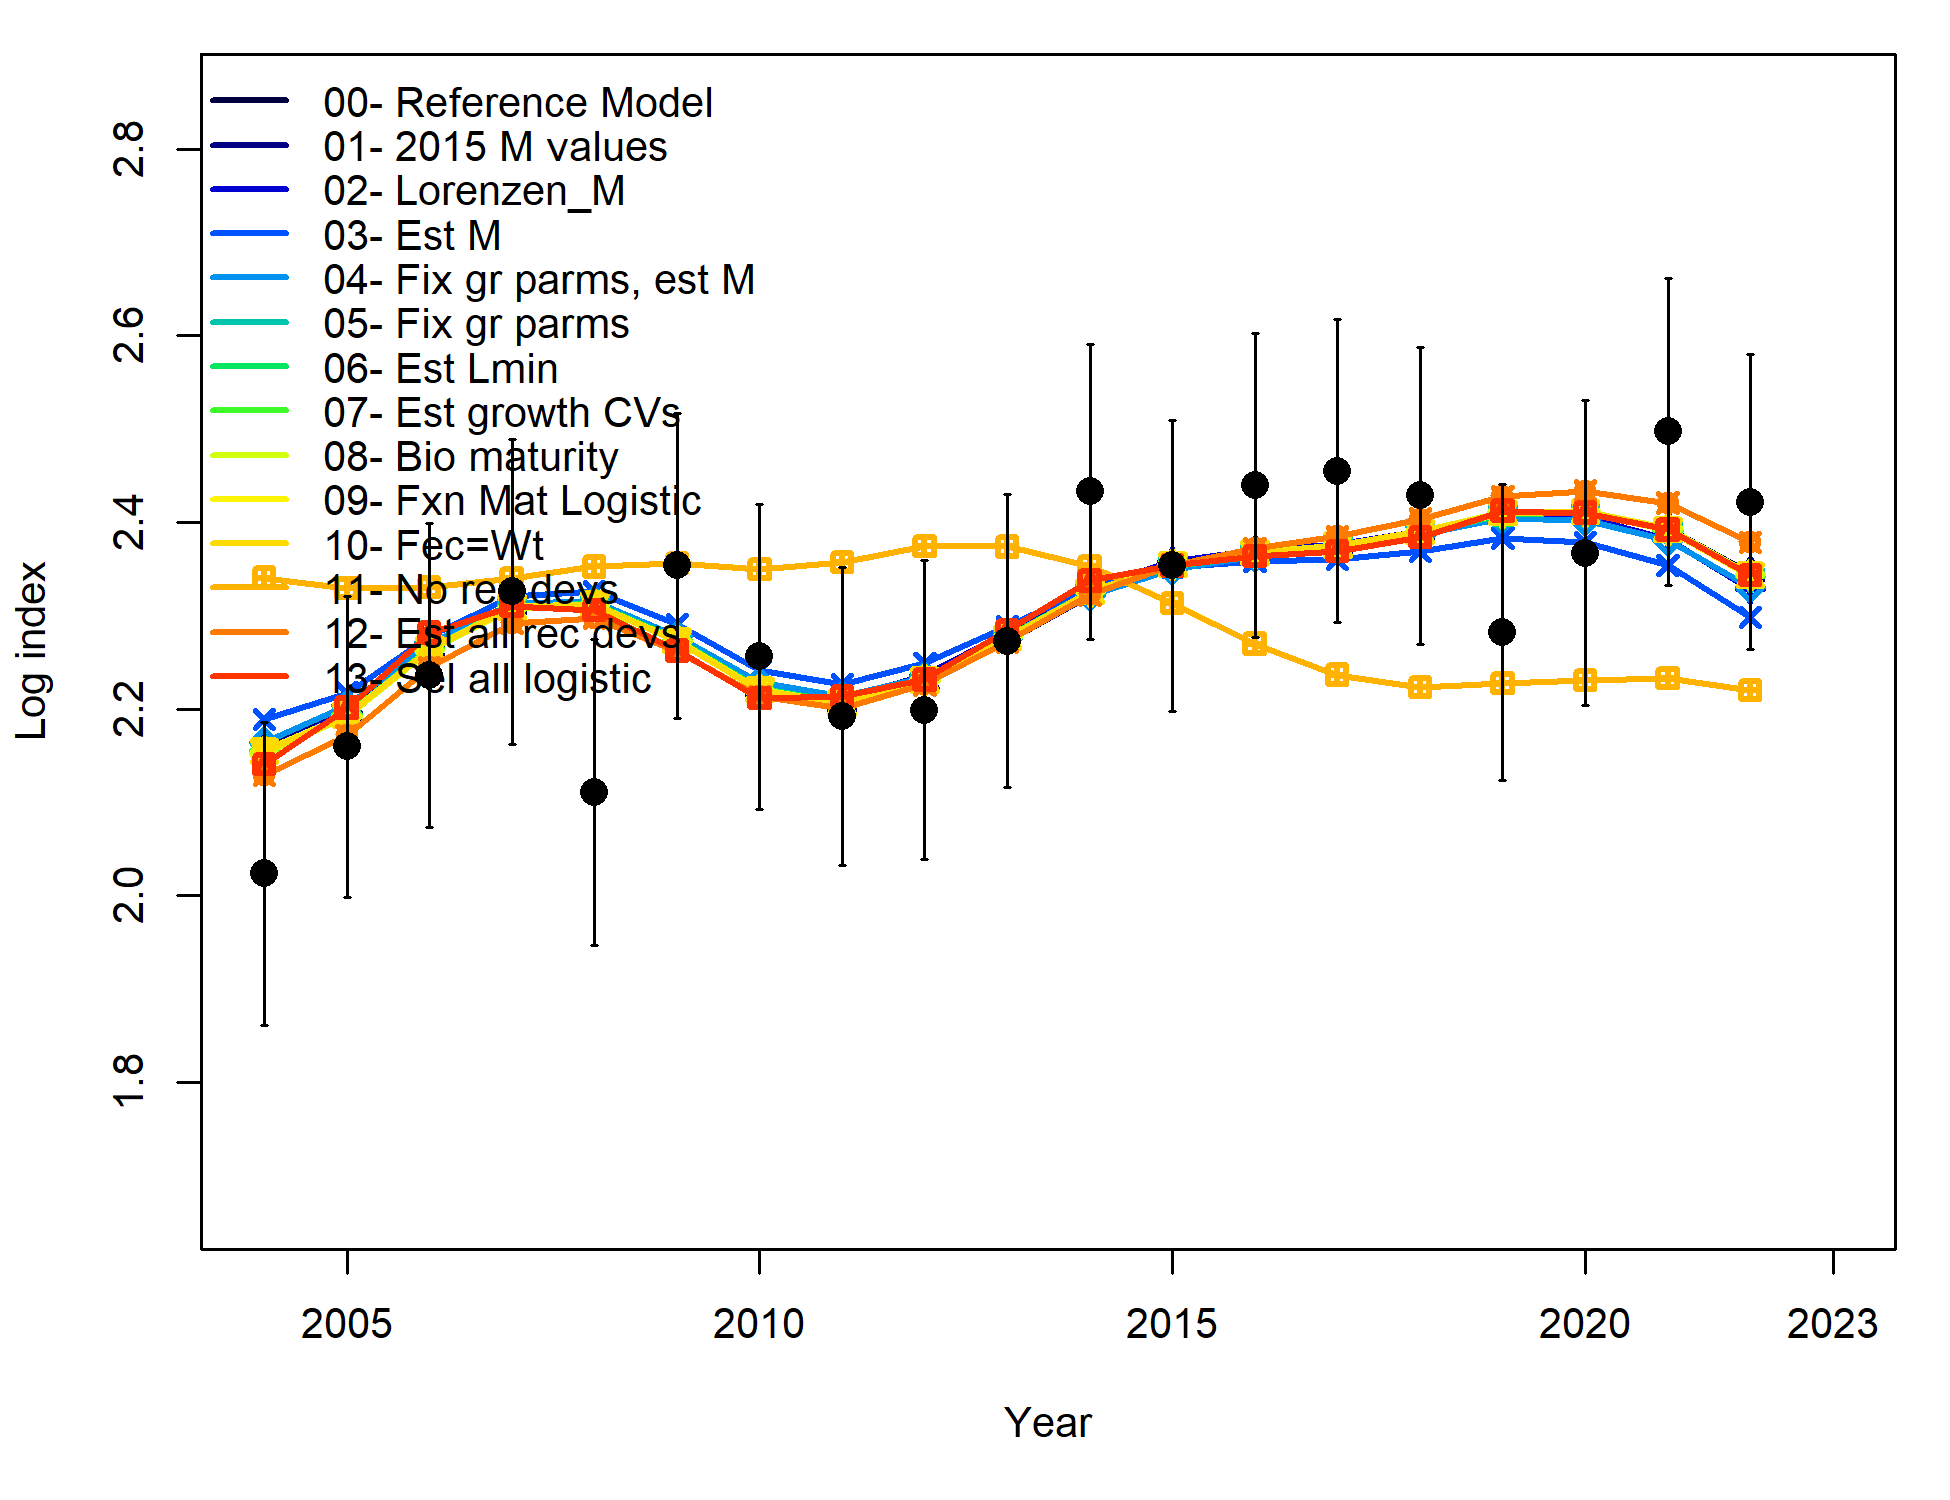 00- Reference Model
01- 2015 M values
02- Lorenzen_M
03- Est M
04- Fix gr parms, est M
05- Fix gr parms
06- Est Lmin
07- Est growth CVs
08- Bio maturity
09- Fxn Mat Logistic
10- Fec=Wt
11- No rec devs
12- Est all rec devs
13- Sel all logistic
2.8
2.6
2.4
2.2
2.0
1.8
Log index
2005 2010 2015 2020 2023
Year